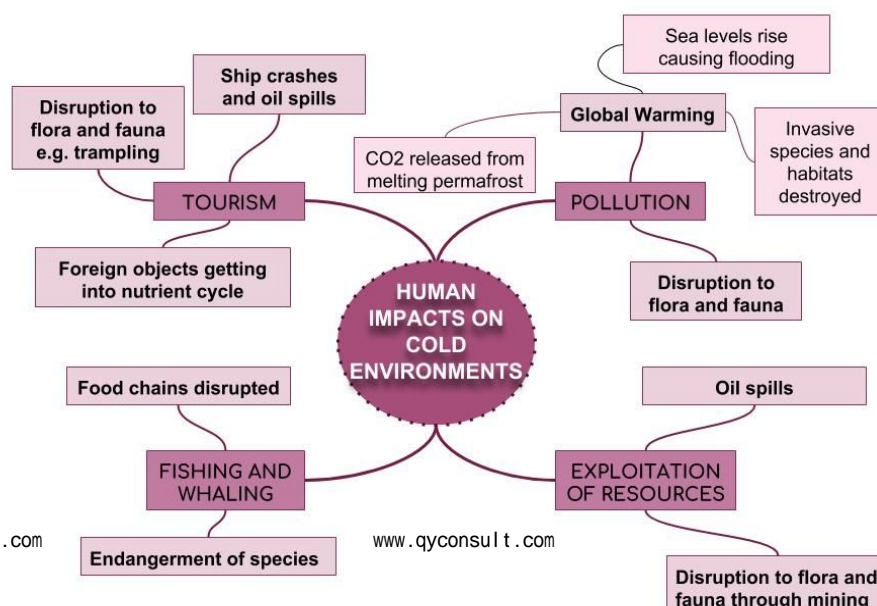 Sea levels rise
causing flooding
Ship crashes
and oil spills
Disruption to
flora and fauna
e.g. trampling
Global Warming
CO2 released from
melting permafrost
Invasive
species and
habitats
destroyed
TOURISM
POLLUTION
Foreign objects getting
into nutrient cycle
Disruption to
flora and fauna
HUMAN
IMPACTS ON
COLD
ENVIRONMENTS
Food chains disrupted
Oil spills
FISHING AND
WHALING
EXPLOITATION
OF RESOURCES
.com
www.qyconsult.com
Endangerment of species
Disruption to flora and
fauna through mining